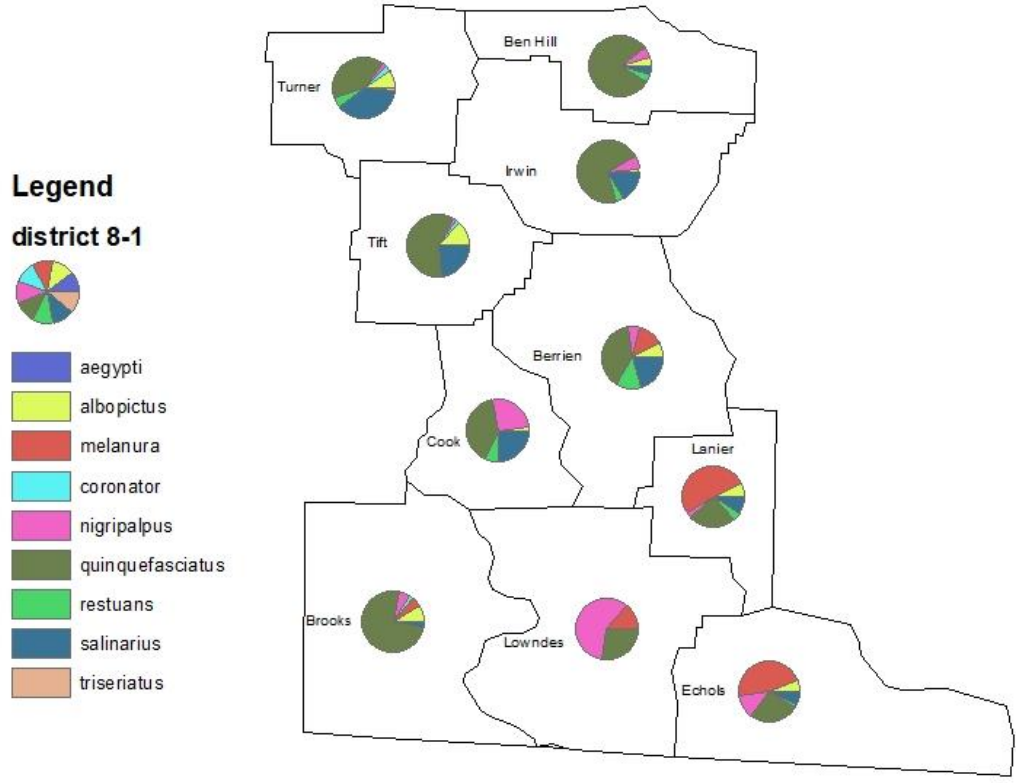 Ben Hill
Turner
Irwin
Legend
district 8-1
Tift
Berrien
aegypti
albopictus
melanura
Cook
Lanier
coronator
nigripalpus
quinquefasciatus
restuans
Brooks
Lowndes
salinarius
triseriatus
Echols